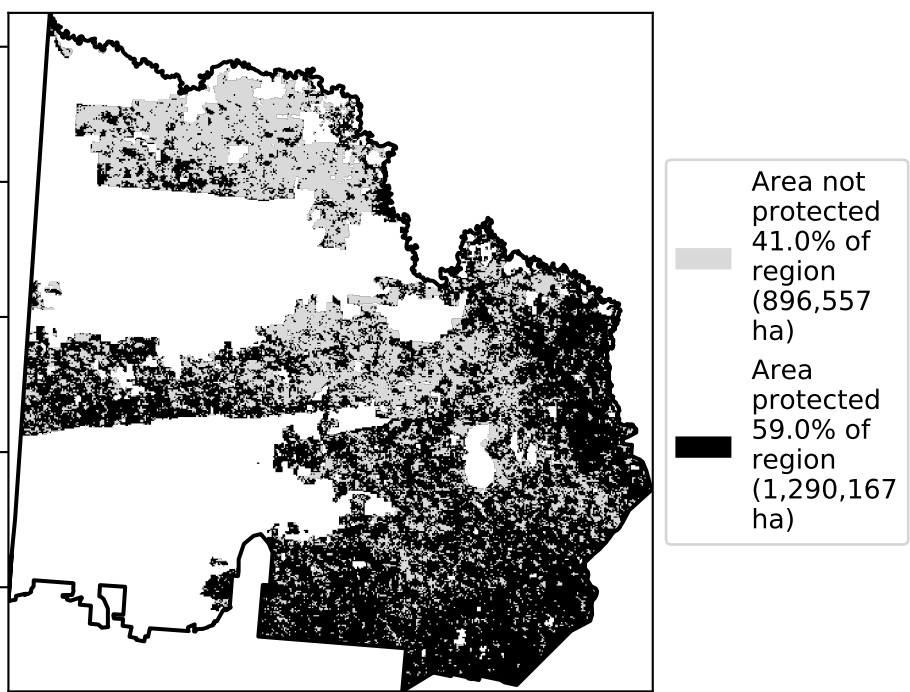 Area not
protected
41.0% of
region
(896,557
ha)
Area
protected
59.0% of
region
(1,290,167
ha)